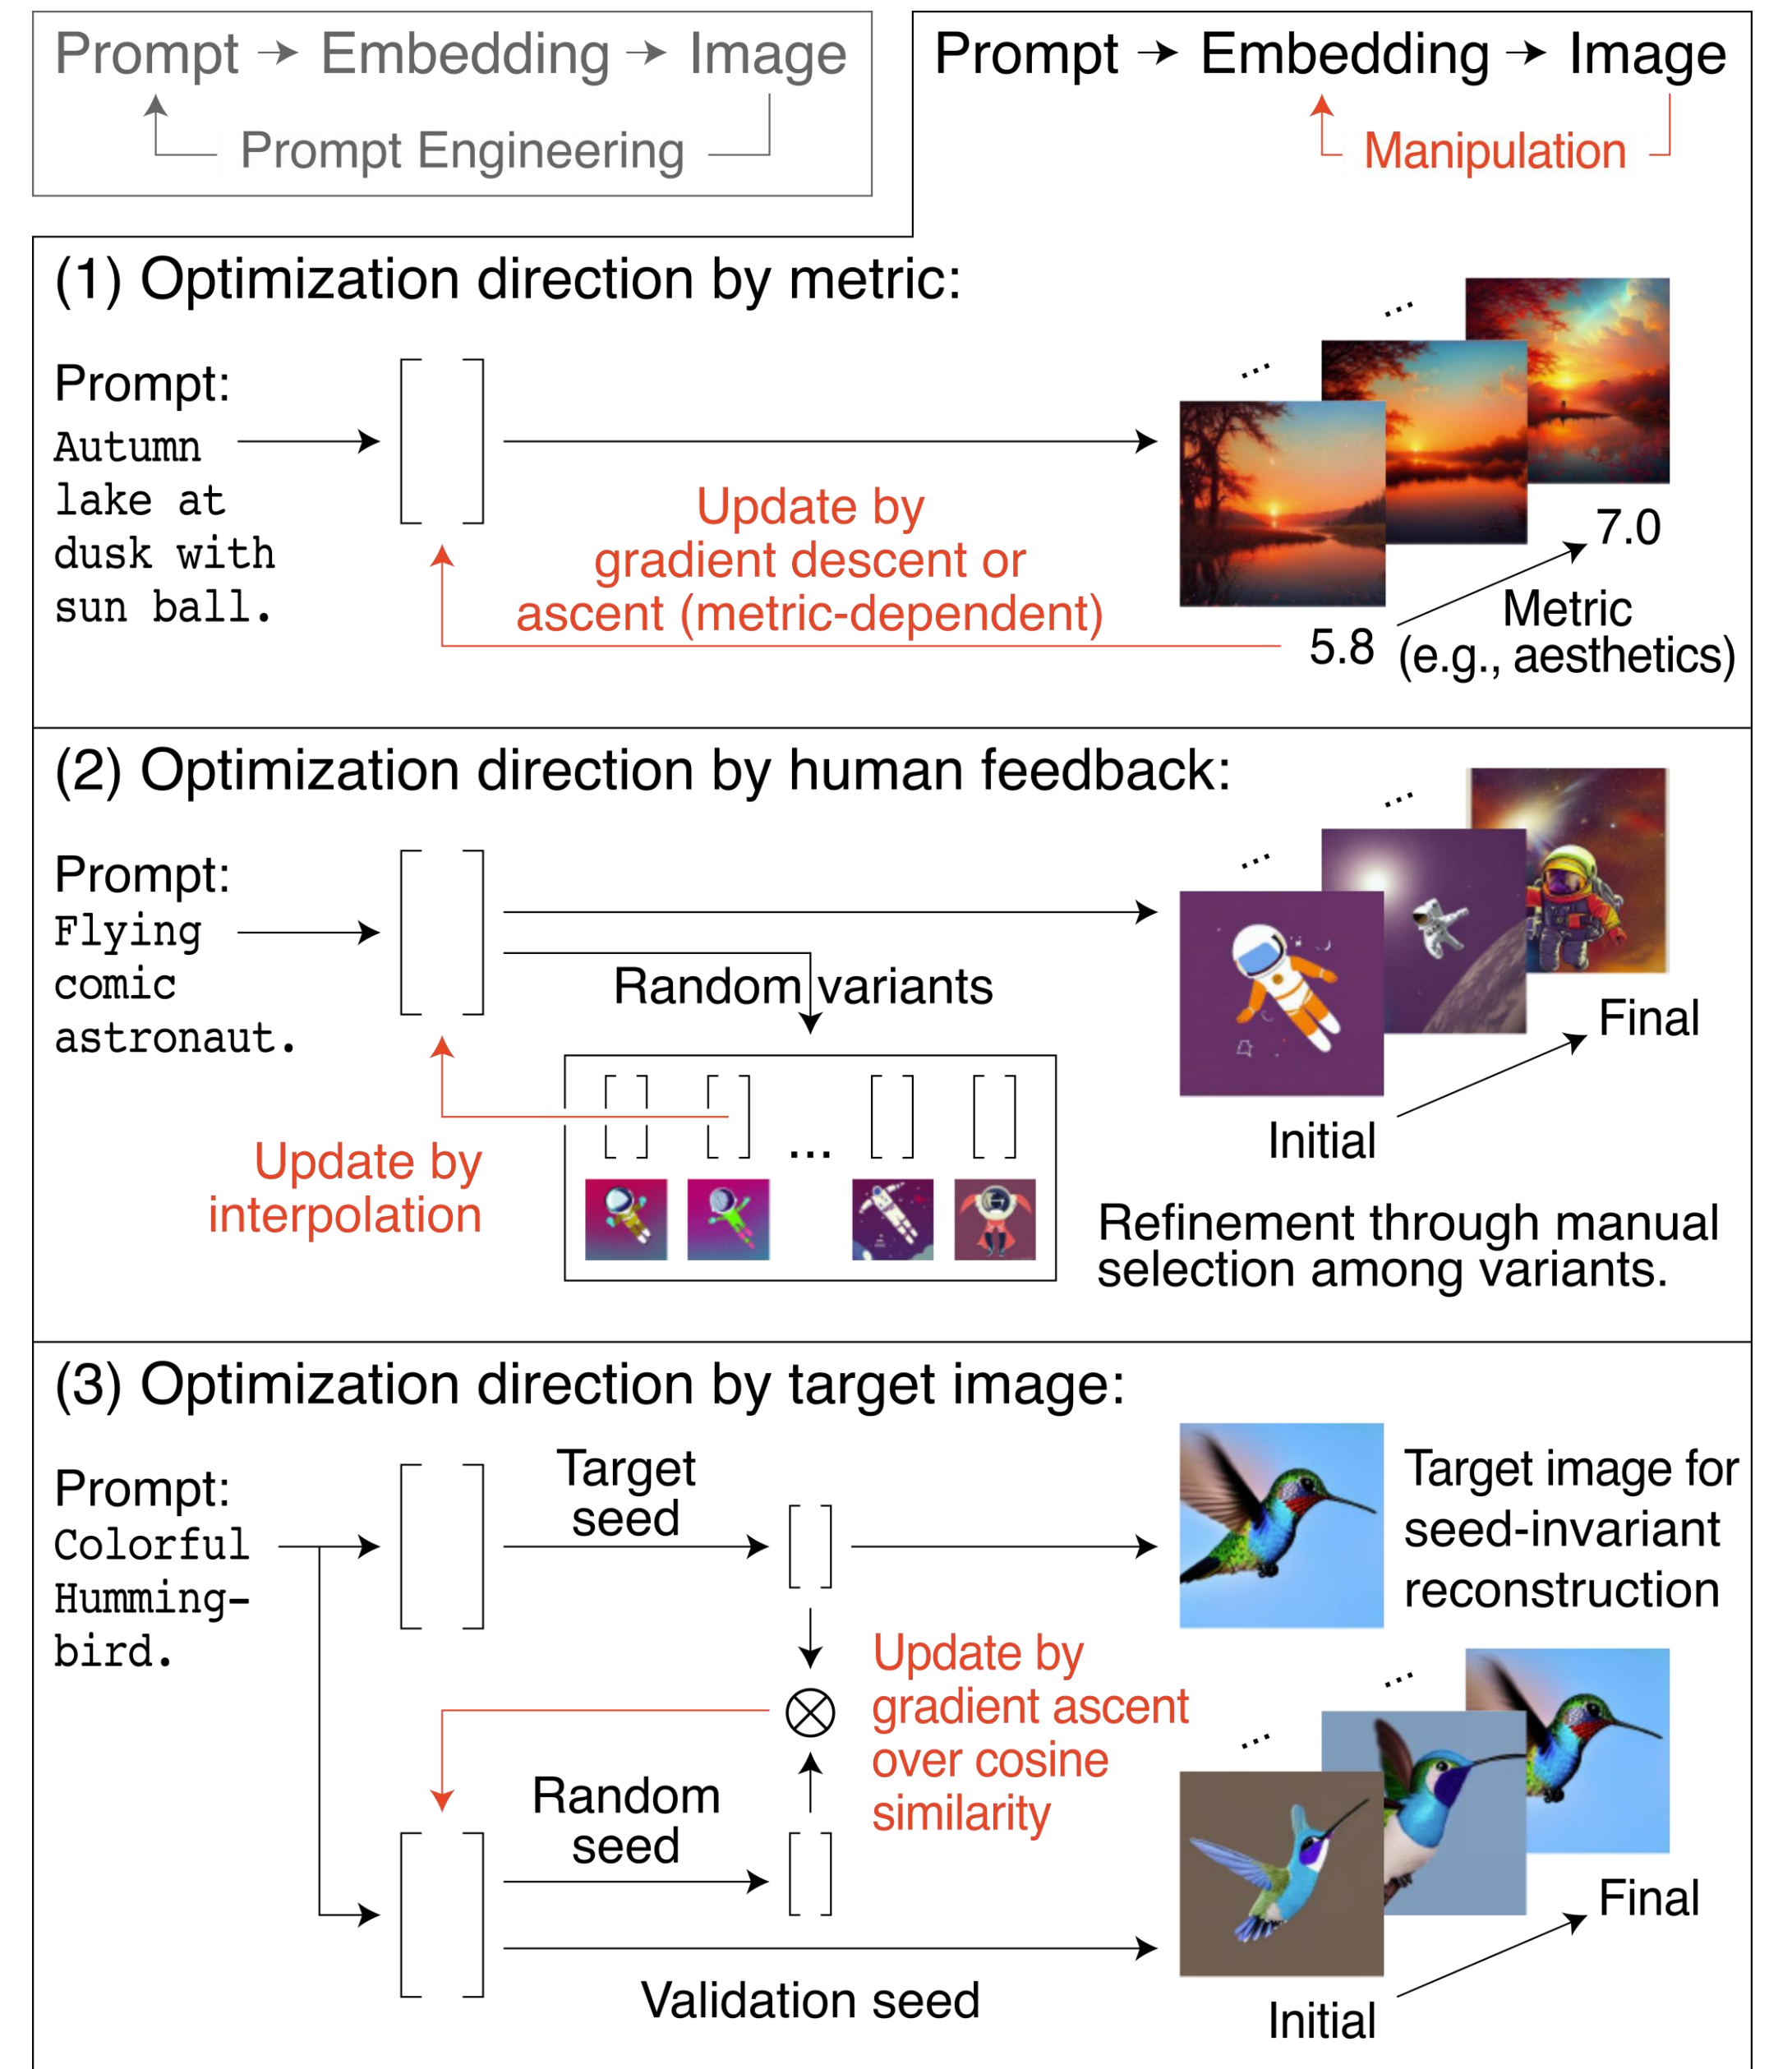 Prompt → Embedding → Image
Prompt Engineering
Prompt → Embedding → Image
Manipulation
(1) Optimization direction by metric:
Prompt:
Autumn
lake at
dusk with
sun ball.
Update by
gradient descent or
ascent (metric-dependent)
...
...
7.0
5.8
Metric
(e.g., aesthetics)
(2) Optimization direction by human feedback:
Prompt:
Flying
comic
astronaut.
Random variants
Update by
interpolation
...
...
...
Final
Initial
Refinement through manual
selection among variants.
(3) Optimization direction by target image:
Prompt:
Colorful
Humming-
bird.
Target
seed
Target image for
seed-invariant
reconstruction
Update by
gradient ascent
over cosine
similarity
Random
seed
Validation seed
...
...
Final
Initial